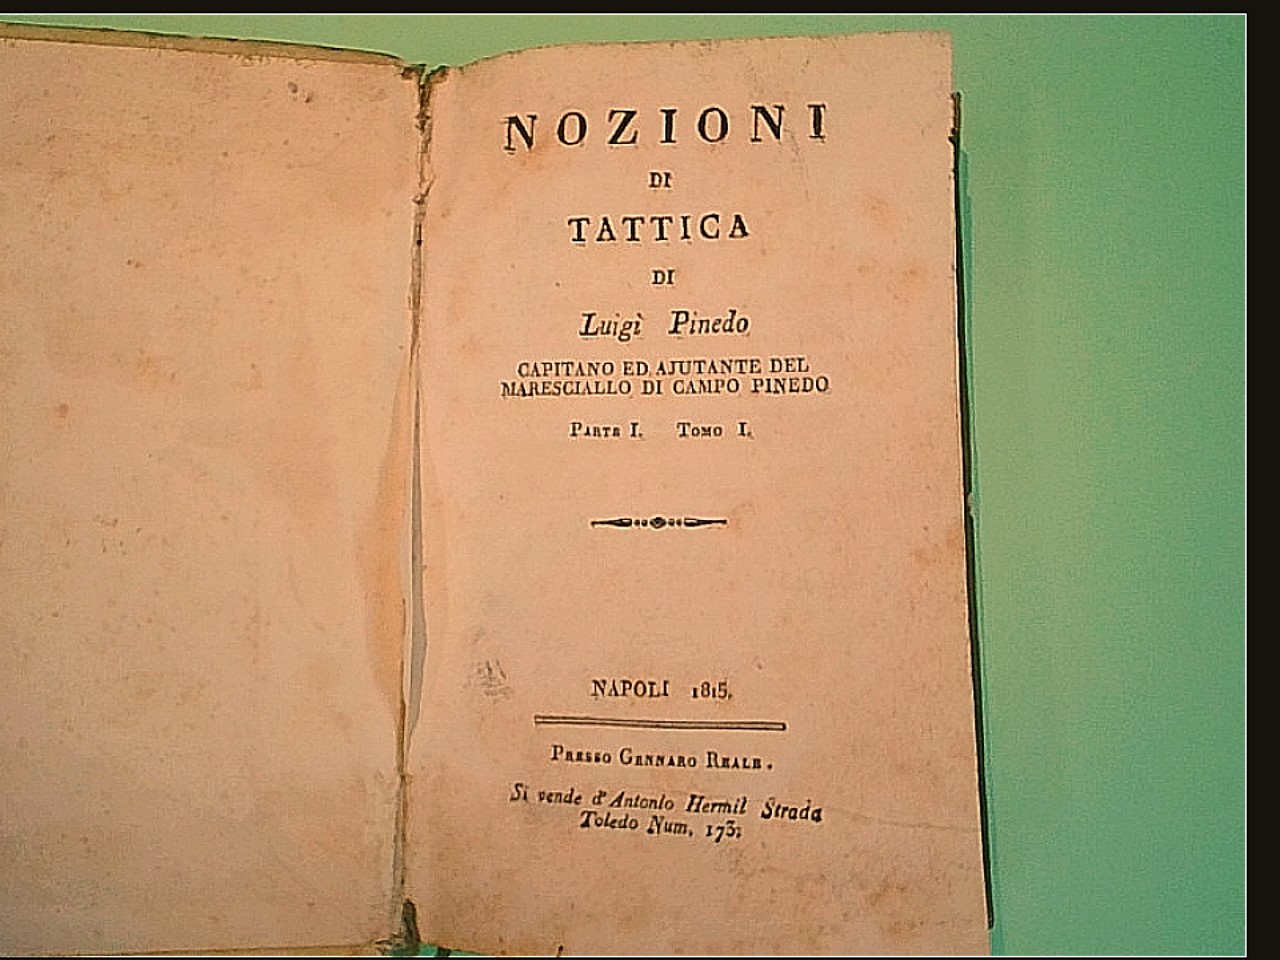 NOZIONI
DI
TATTICA
DI
Luigì Pinedo
CAPITANO ED AJUTANTE DEL
MARESCIALLO DI CAMPO PINEDO
PARTE I. TOMO I.
NAPOLI 1815.
PRESSO GENNARO REALE.
Si vende d' Antonio Hermil Strada
Toledo Num, 173;